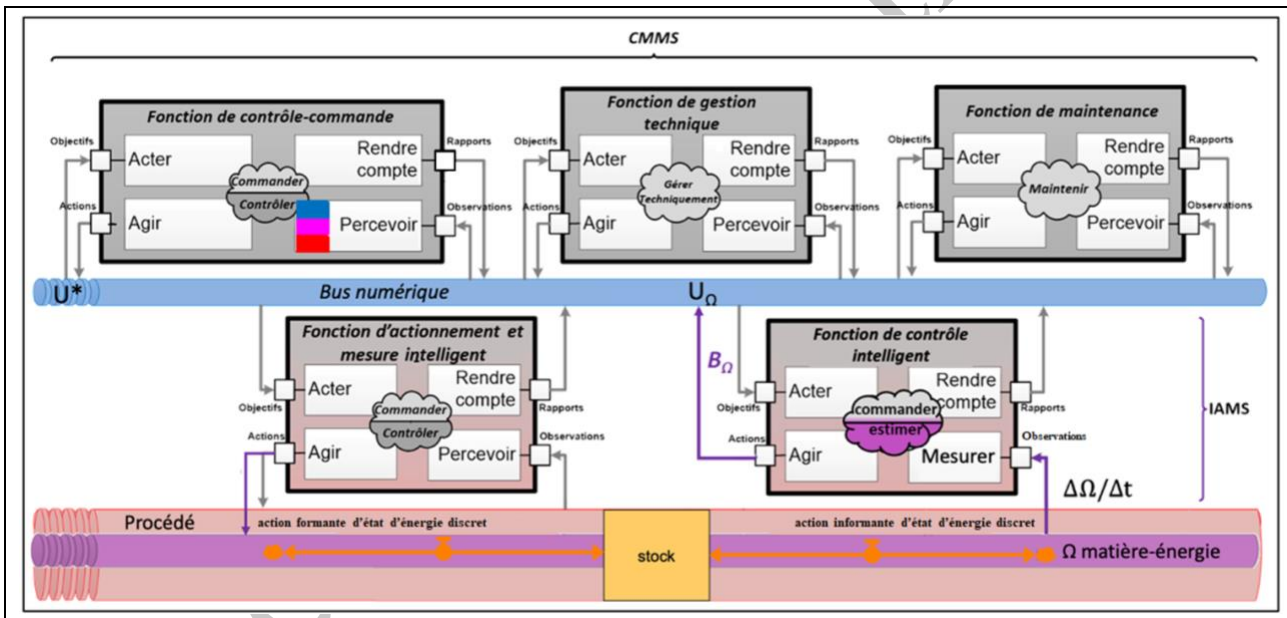 CMMS
Fonction de contrôle-commande
Objectifs
Acter
Rendre
compte
Rapports
Commander
Contrôler
Actions
Agir
Percevoir
Observations
Fonction de gestion
technique
Objectifs
Acter
Rendre
compte
Rapports
Gérer
Techniquement
Actions
Agir
Percevoir
Observations
Fonction de maintenance
Objectifs
Acter
Rendre
compte
Rapports
Maintenir
Actions
Agir
Percevoir
Observations
U*
Bus numérique
UΩ
Fonction d'actionnement et
mesure intelligent
Acter
Rendre
compte
Objectifs
Rapports
Commander
Contrôler
Actions
Agir
Percevoir
Observations
BΩ
Fonction de contrôle
intelligent
Acter
Rendre
compte
Objectifs
Rapports
commander
estimer
Actions
Agir
Mesurer
Observations
IAMS
ΔΩ/Δt
Procédé
action formante d'état d'énergie discret
stock
action informante d'état d'énergie discret
Ω matière-énergie